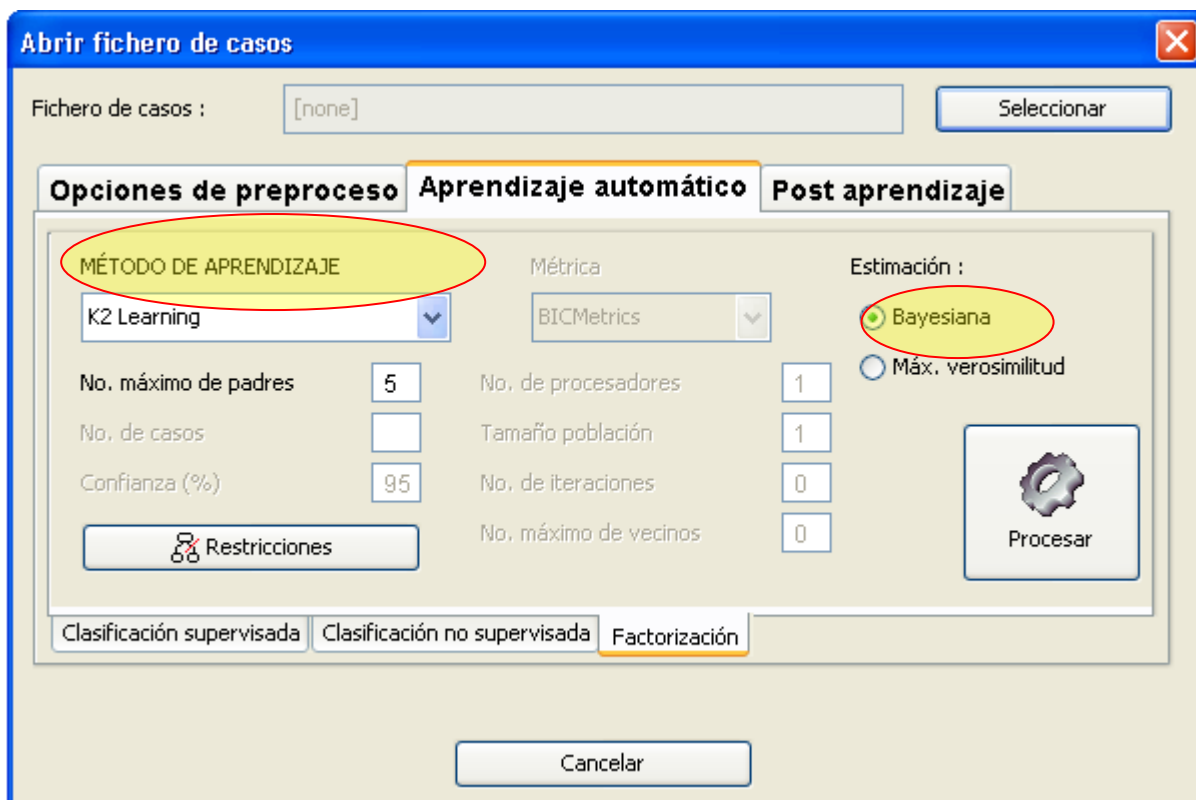 Abrir fichero de casos
Fichero de casos :
[none]
Seleccionar
Opciones de preproceso
Aprendizaje automático
Post aprendizaje
MÉTODO DE APRENDIZAJE
K2 Learning
No. máximo de padres
5
No. de casos
Confianza (%)
95
Restricciones
Métrica
BICMetrics
No. de procesadores
1
Tamaño población
1
No. de iteraciones
0
No. máximo de vecinos
0
Estimación :
Bayesiana
Máx. verosimilitud
Procesar
Clasificación supervisada
Clasificación no supervisada
Factorización
Cancelar